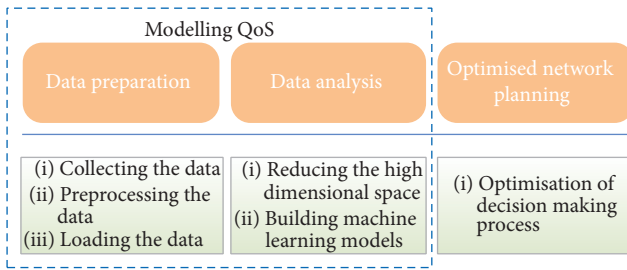 Modelling QoS
Data preparation
Data analysis
Optimised network
planning
(i) Collecting the data
(ii) Preprocessing the
data
(iii) Loading the data
(i) Reducing the high
dimensional space
(ii) Building machine
learning models
(i) Optimisation of
decision making
process